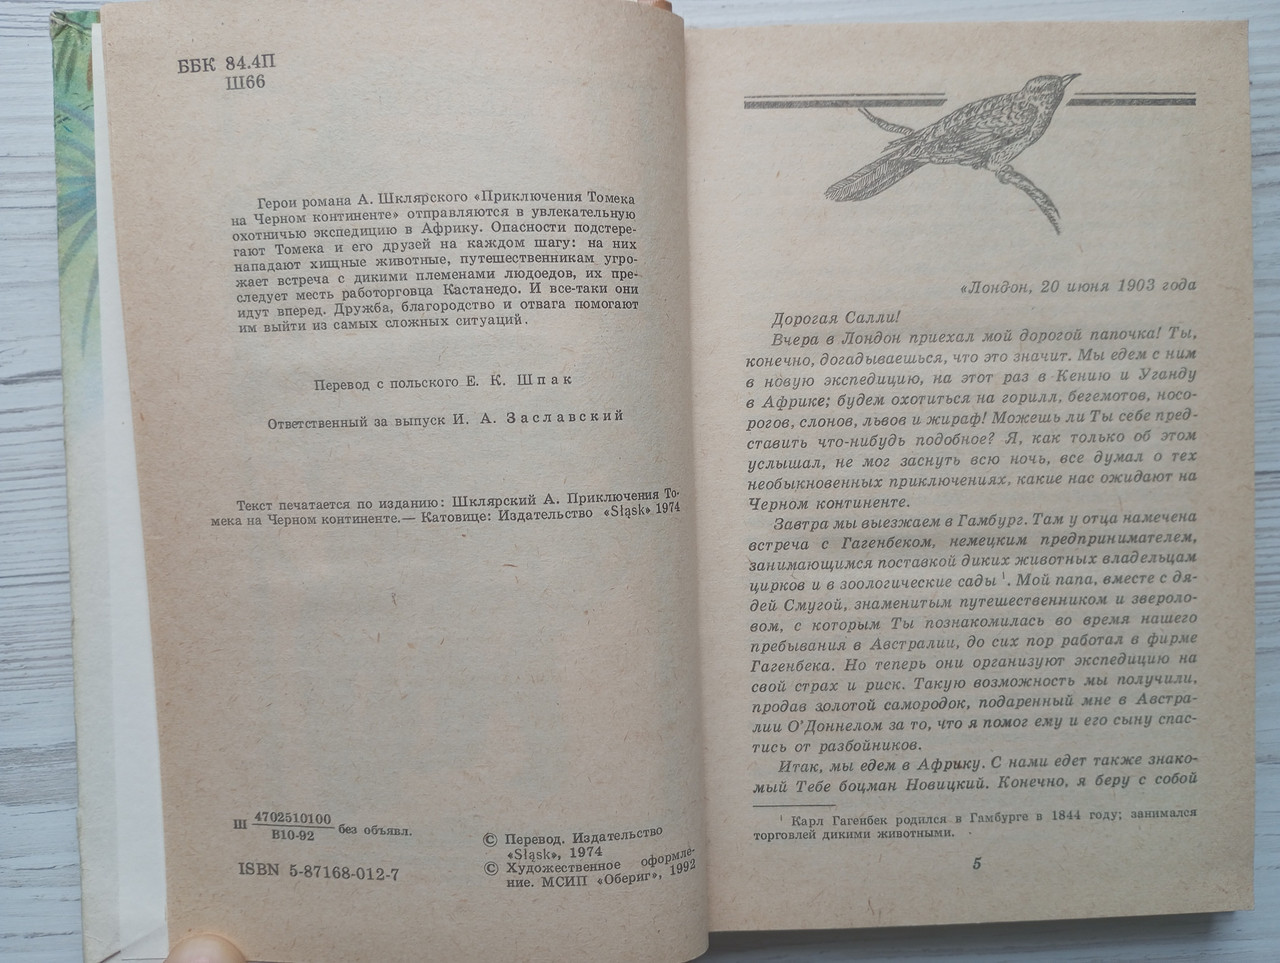 ББК 84.4П
Ш66
Герои романа А. Шклярского «Приключения Томека
на Черном континенте» отправляются в увлекательную
охотничью экспедицию в Африку. Опасности подстере-
гают Томека и его друзей на каждом шагу: на них
нападают хищные животные, путешественникам угро-
жает встреча с дикими племенами людоедов, их пре-
следует месть работорговца Кастанедо. И все-таки они
идут вперед. Дружба, благородство и отвага помогают
им выйти из самых сложных ситуаций.
Перевод с польского Е. К. Шпак
Ответственный за выпуск И. А. Заславский
Текст печатается по изданию: Шклярский А. Приключения То-
мека на Черном континенте.— Катовице: Издательство «Śląsk» 1974
Ш 4702510100
В10-92 без объявл.
ISBN 5-87168-012-7
© Перевод. Издательство
«Śląsk», 1974
© Художественное оформле-
ние. МСИП «Обериг», 1992
«Лондон, 20 июня 1903 года
Дорогая Салли!
Вчера в Лондон приехал мой дорогой папочка! Ты,
конечно, догадываешься, что это значит. Мы едем с ним
в новую экспедицию, на этот раз в Кению и Уганду
в Африке; будем охотиться на горилл, бегемотов, носо-
рогов, слонов, львов и жираф! Можешь ли Ты себе пред-
ставить что-нибудь подобное? Я, как только об этом
услышал, не мог заснуть всю ночь, все думал о тех
необыкновенных приключениях, какие нас ожидают на
Черном континенте.
Завтра мы выезжаем в Гамбург. Там у отца намечена
встреча с Гагенбеком, немецким предпринимателем,
занимающимся поставкой диких животных владельцам
цирков и в зоологические сады ¹. Мой папа, вместе с дя-
дей Смугой, знаменитым путешественником и зверо­ло-
вом, с которым Ты познакомилась во время нашего
пребывания в Австралии, до сих пор работал в фирме
Гагенбека. Но теперь они организуют экспедицию на
свой страх и риск. Такую возможность мы получили,
продав золотой самородок, подаренный мне в Австра-
лии О'Доннелом за то, что я помог ему и его сыну спас-
тись от разбойников.
Итак, мы едем в Африку. С нами едет также знако-
мый Тебе боцман Новицкий. Конечно, я беру с собой
¹ Карл Гагенбек родился в Гамбурге в 1844 году; занимался
торговлей дикими животными.
5